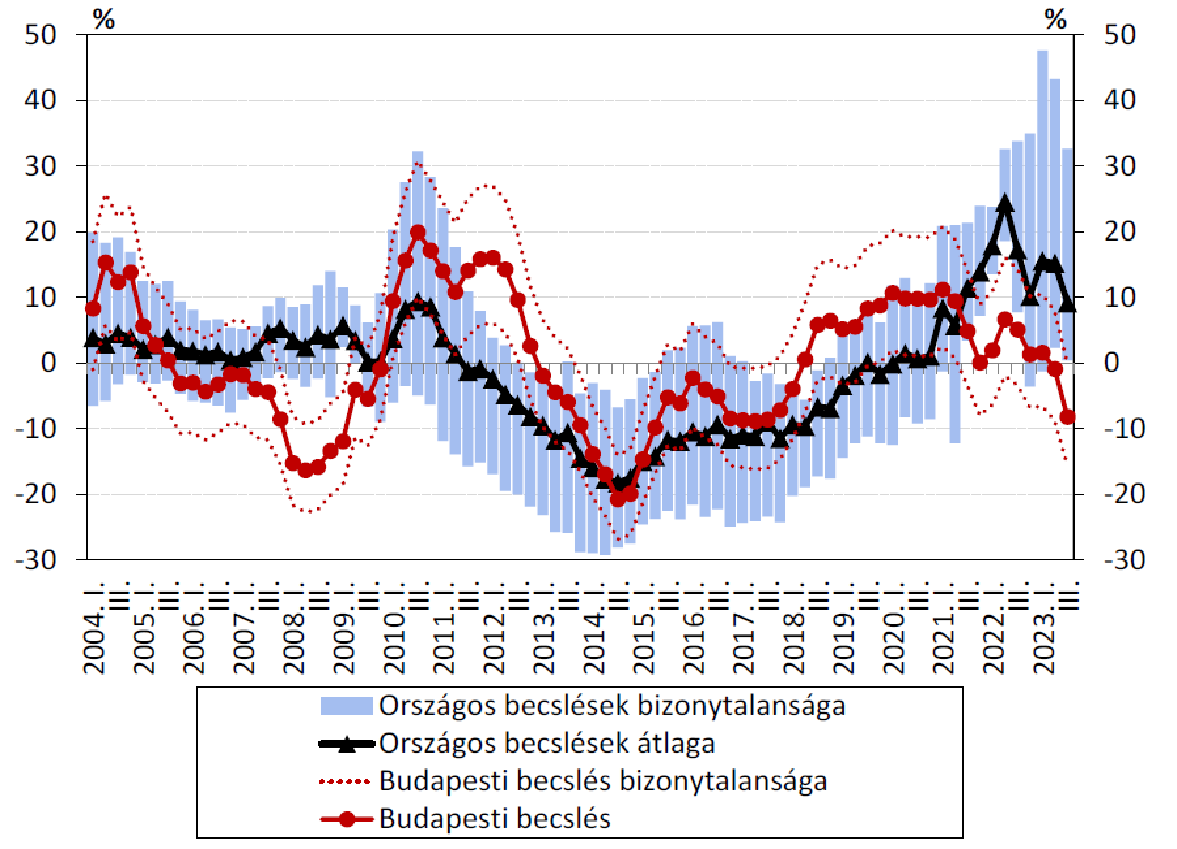 % %
50 50
40 40
30 30
20 20
10 10
0 0
-10 -10
-20 -20
-30 -30
2004. I. III. 2005. I. III. 2006. I. III. 2007. I. III. 2008. I. III. 2009. I. III. 2010. I. III. 2011. I. III. 2012. I. III. 2013. I. III. 2014. I. III. 2015. I. III. 2016. I. III. 2017. I. III. 2018. I. III. 2019. I. III. 2020. I. III. 2021. I. III. 2022. I. III. 2023. I. III.
Országos becslések bizonytalansága
Országos becslések átlaga
Budapesti becslés bizonytalansága
Budapesti becslés